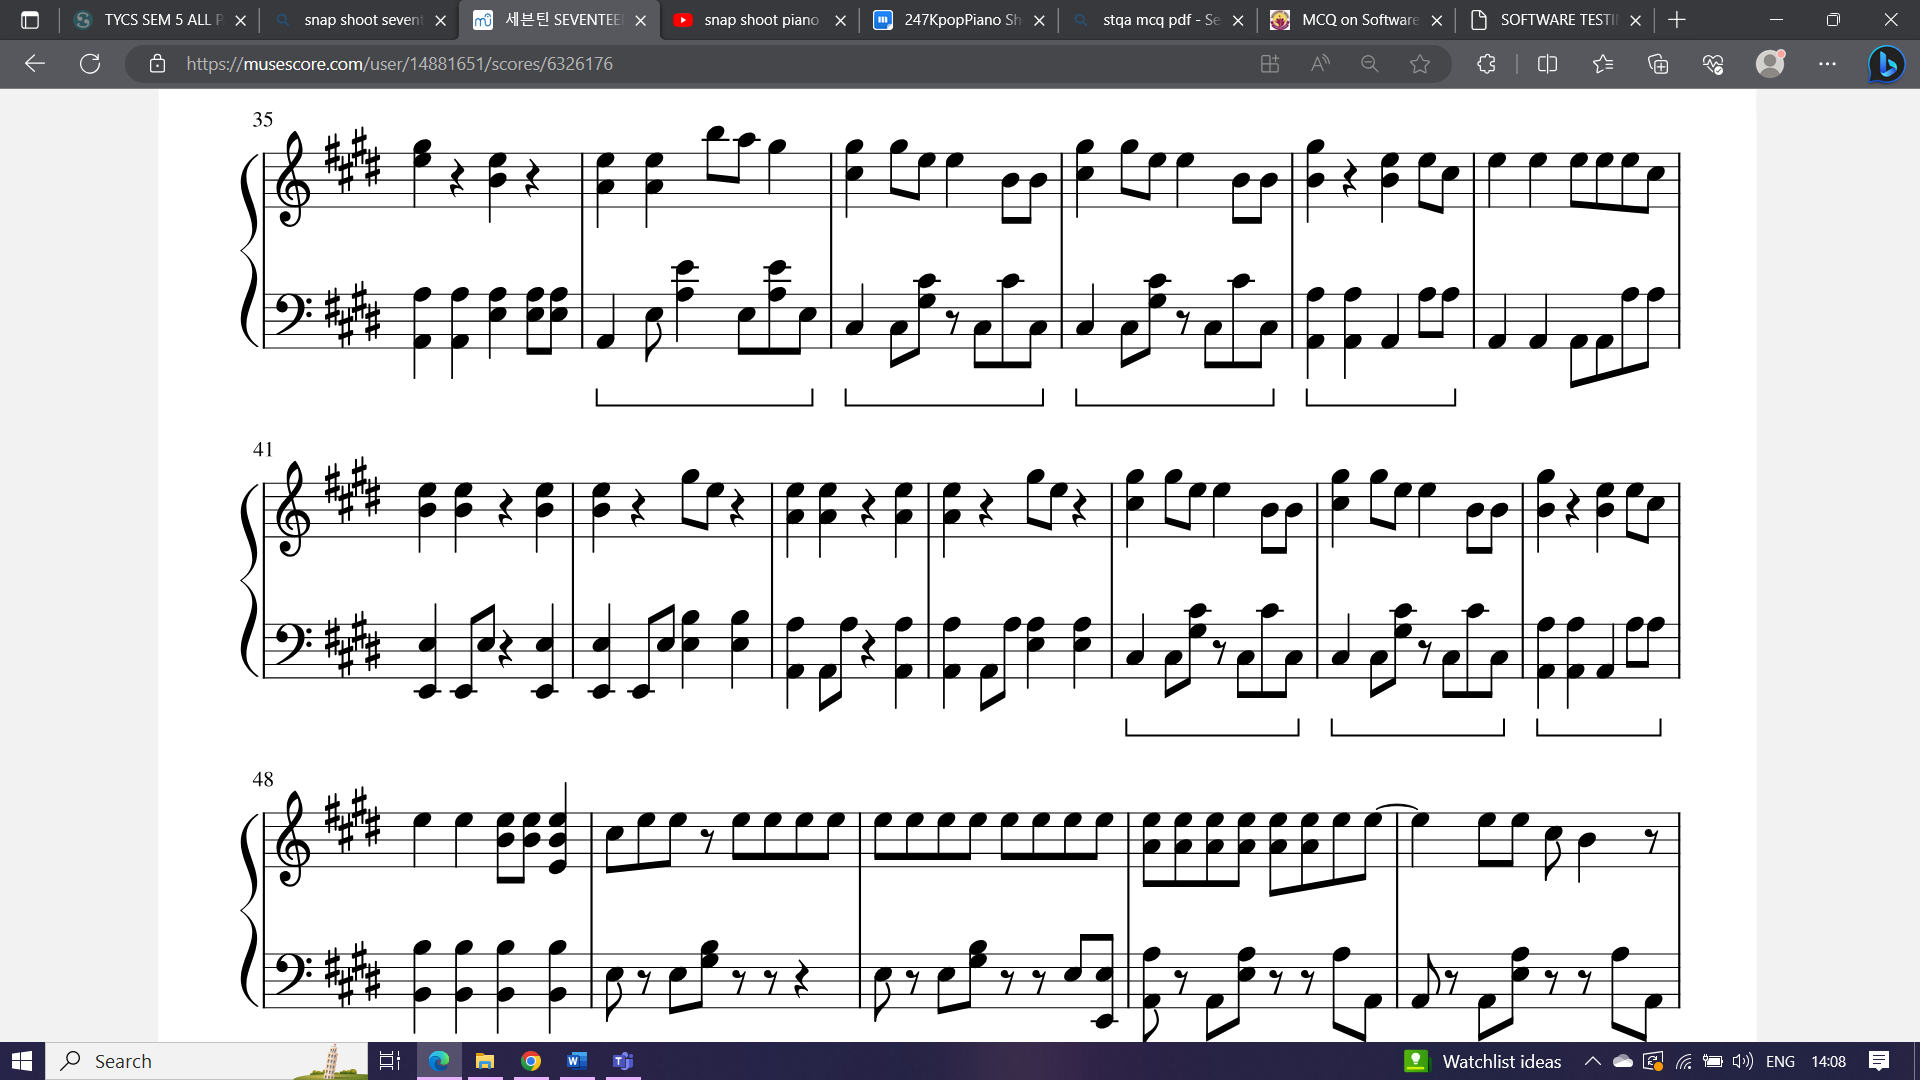 TYCS SEM 5 ALL P
snap shoot sevent
세븐틴 SEVENTEE
snap shoot piano
247KpopPiano Sh
stqa mcq pdf - Se
MCQ on Software
SOFTWARE TESTI
https://musescore.com/user/14881651/scores/6326176
35
41
48
Search
Watchlist ideas
ENG
14:08